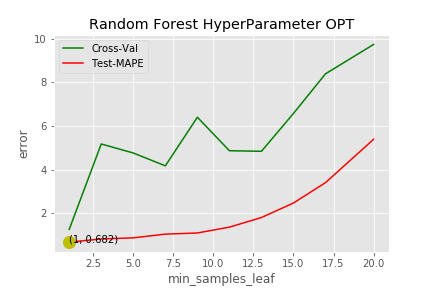 Random Forest HyperParameter OPT
10
8
6
4
2
error
Cross-Val
Test-MAPE
(1, 0.682)
2.5 5.0 7.5 10.0 12.5 15.0 17.5 20.0
min_samples_leaf